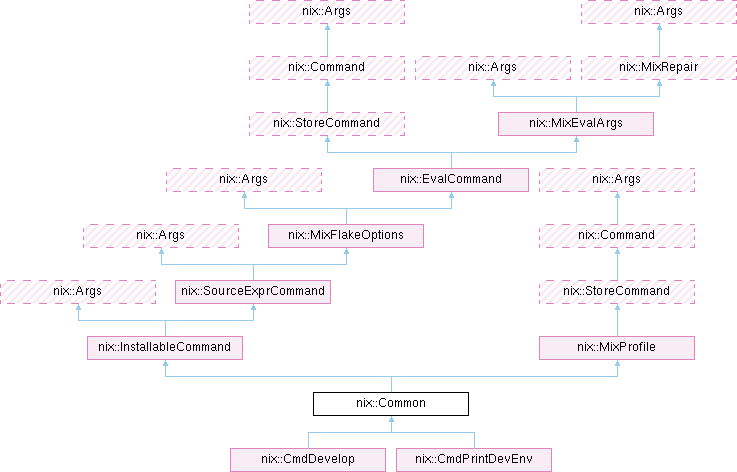 nix::Args
nix::Args
nix::Command
nix::Args
nix::MixRepair
nix::StoreCommand
nix::MixEvalArgs
nix::Args
nix::EvalCommand
nix::Args
nix::Args
nix::MixFlakeOptions
nix::Command
nix::Args
nix::SourceExprCommand
nix::StoreCommand
nix::InstallableCommand
nix::MixProfile
nix::Common
nix::CmdDevelop
nix::CmdPrintDevEnv